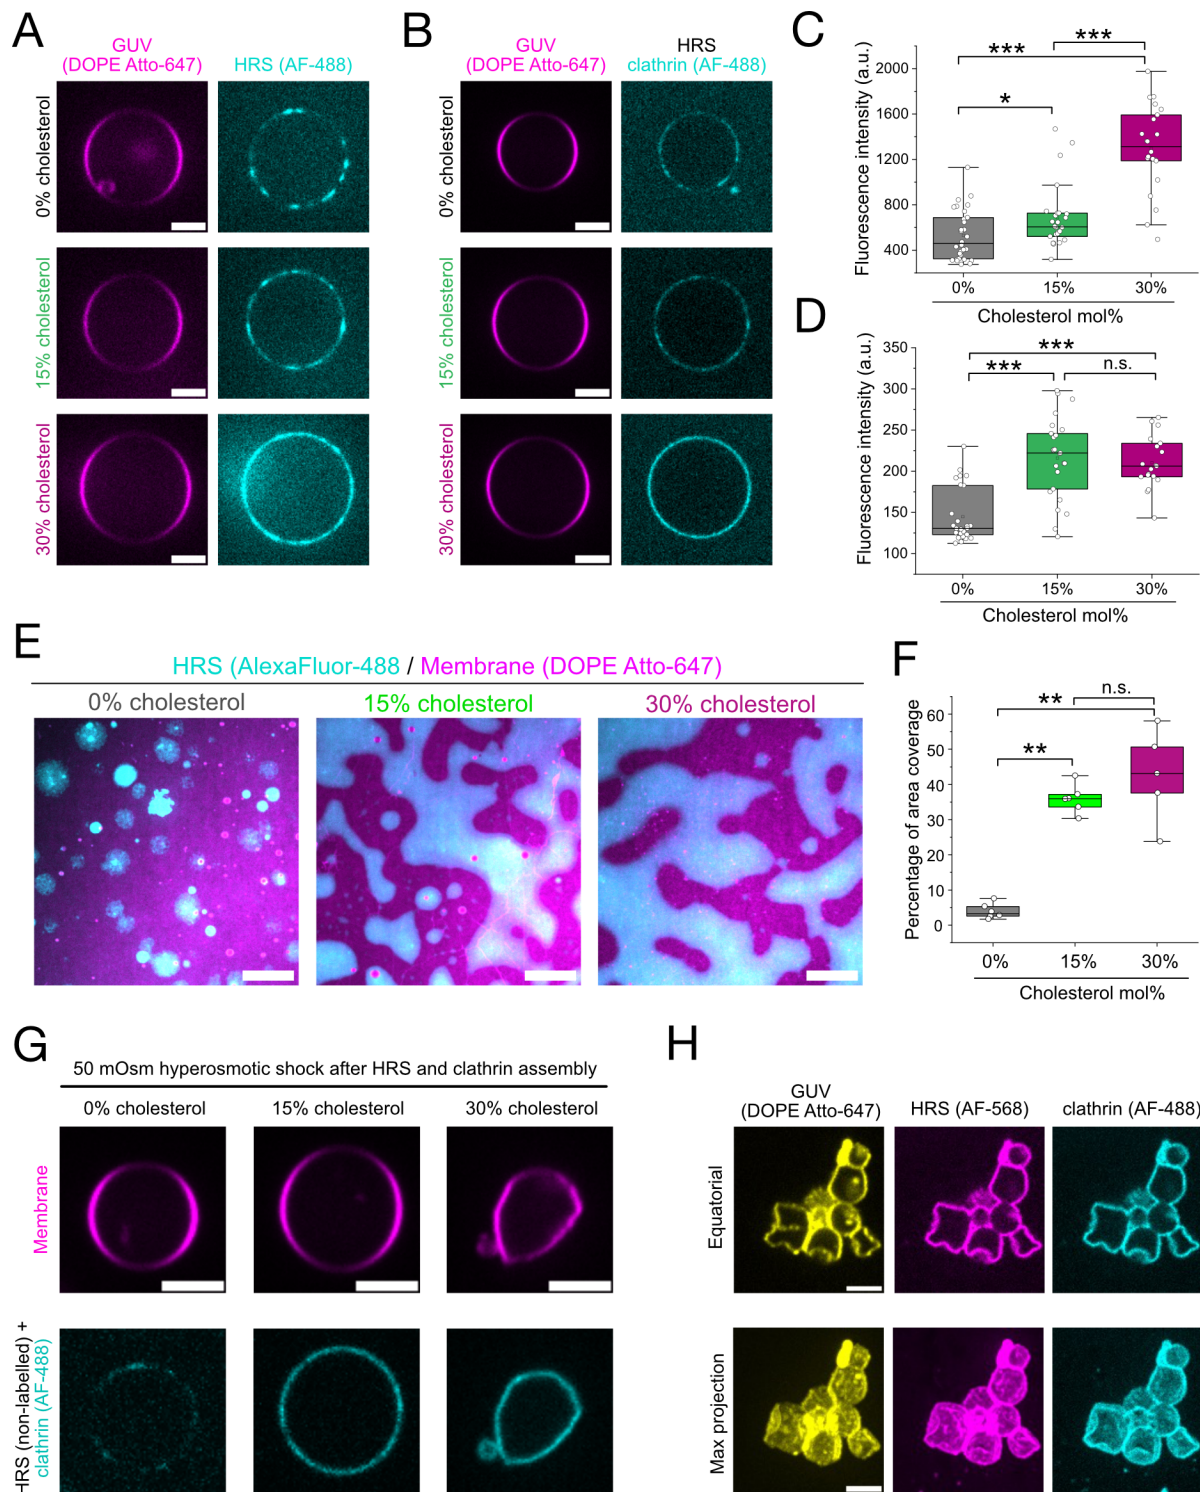 A
GUV
(DOPE Atto-647)
HRS (AF-488)
0% cholesterol
15% cholesterol
30% cholesterol
B
GUV
(DOPE Atto-647)
HRS
clathrin (AF-488)
0% cholesterol
15% cholesterol
30% cholesterol
C
Fluorescence intensity (a.u.)
2000
1600
1200
800
400
***
***
*
0%
15%
30%
Cholesterol mol%
D
Fluorescence intensity (a.u.)
350
300
250
200
150
100
***
***
n.s.
0%
15%
30%
Cholesterol mol%
E
HRS (AlexaFluor-488 / Membrane (DOPE Atto-647)
0% cholesterol
15% cholesterol
30% cholesterol
F
Percentage of area coverage
60
50
40
30
20
10
0
n.s.
**
**
0%
15%
30%
Cholesterol mol%
G
50 mOsm hyperosmotic shock after HRS and clathrin assembly
0% cholesterol
15% cholesterol
30% cholesterol
Membrane
HRS (non-labelled) +
clathrin (AF-488)
H
GUV
(DOPE Atto-647)
HRS (AF-568)
clathrin (AF-488)
Equatorial
Max projection